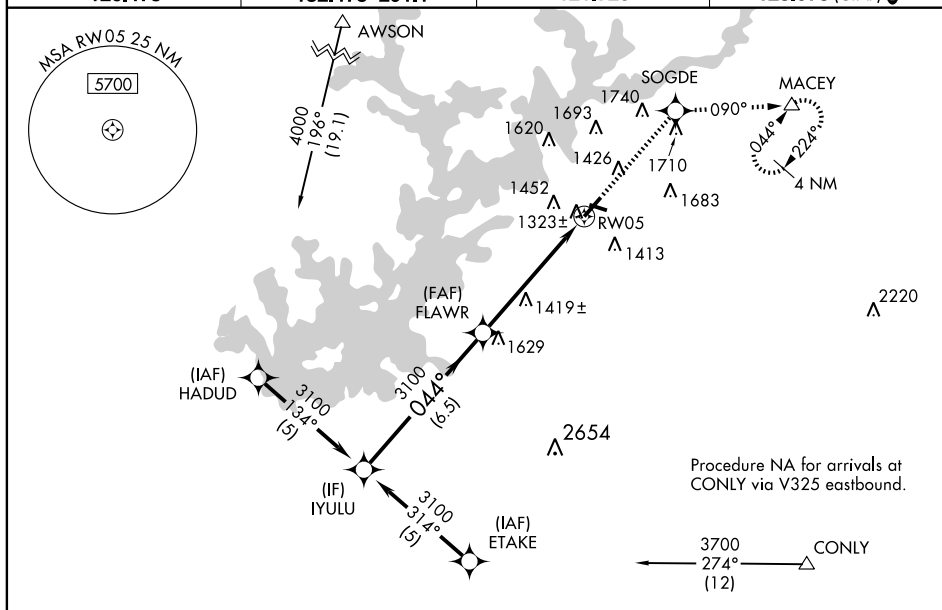 MSA RW05 25 NM
5700
AWSON
4000
196°
(19.1)
SOGDE
MACEY
090°
044°
224°
4 NM
1740
1693
1620
1426
1710
1683
1452
1323±
RW05
1413
(FAF)
FLAWR
1419±
1629
2220
(IAF)
HADUD
3100
134°
(5)
3100
044°
(6.5)
2654
(IF)
IYULU
3100
314°
(5)
(IAF)
ETAKE
Procedure NA for arrivals at
CONLY via V325 eastbound.
3700
274°
(12)
CONLY